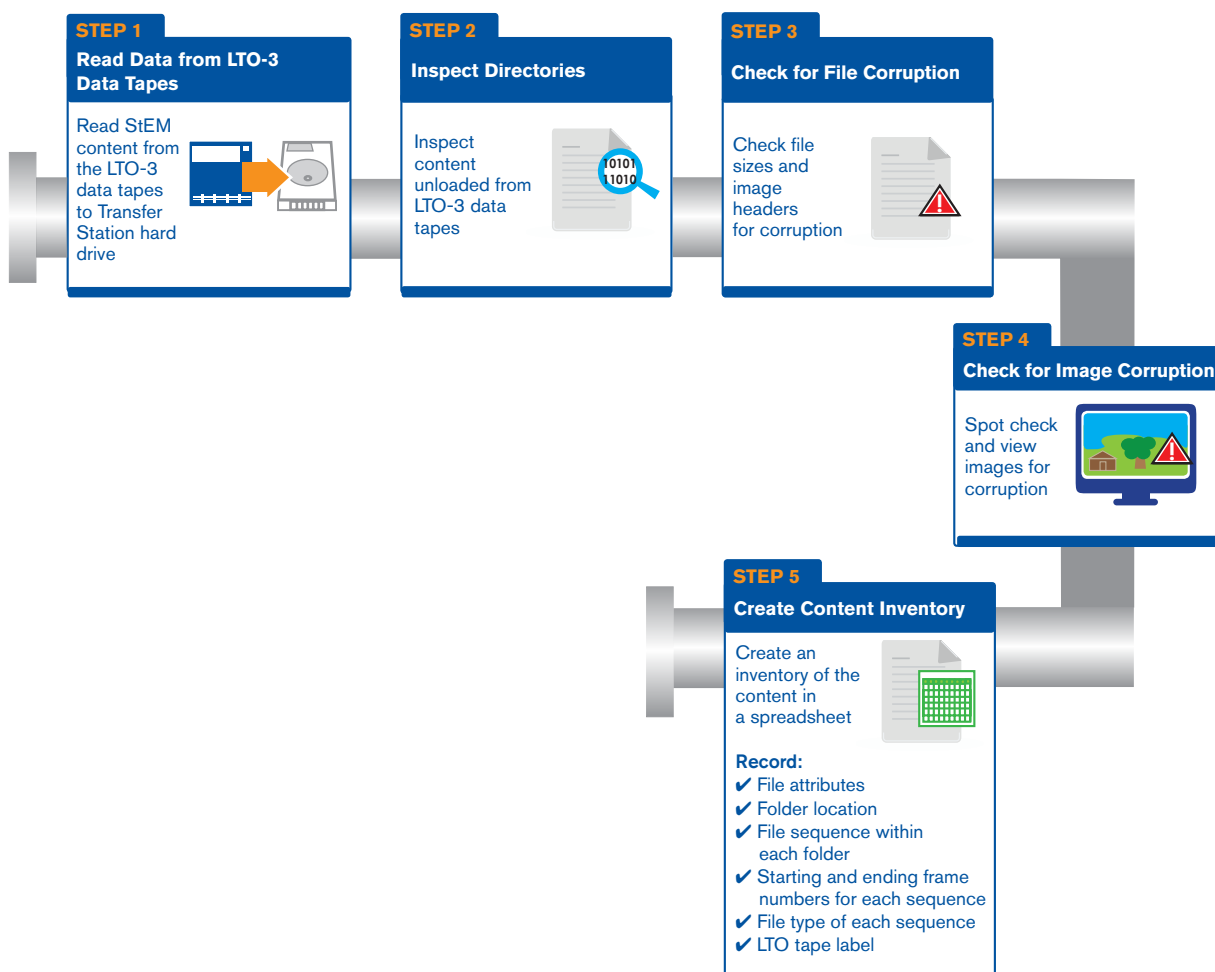 STEP 1
Read Data from LTO-3
Data Tapes
Read StEM
content from
the LTO-3
data tapes
to Transfer
Station hard
drive
STEP 2
Inspect Directories
Inspect
content
unloaded from
LTO-3 data
tapes
10101
11010
STEP 3
Check for File Corruption
Check file
sizes and
image
headers
for corruption
!
STEP 4
Check for Image Corruption
Spot check
and view
images for
corruption
!
STEP 5
Create Content Inventory
Create an
inventory of the
content in
a spreadsheet
Record:
✔ File attributes
✔ Folder location
✔ File sequence within
each folder
✔ Starting and ending frame
numbers for each sequence
✔ File type of each sequence
✔ LTO tape label